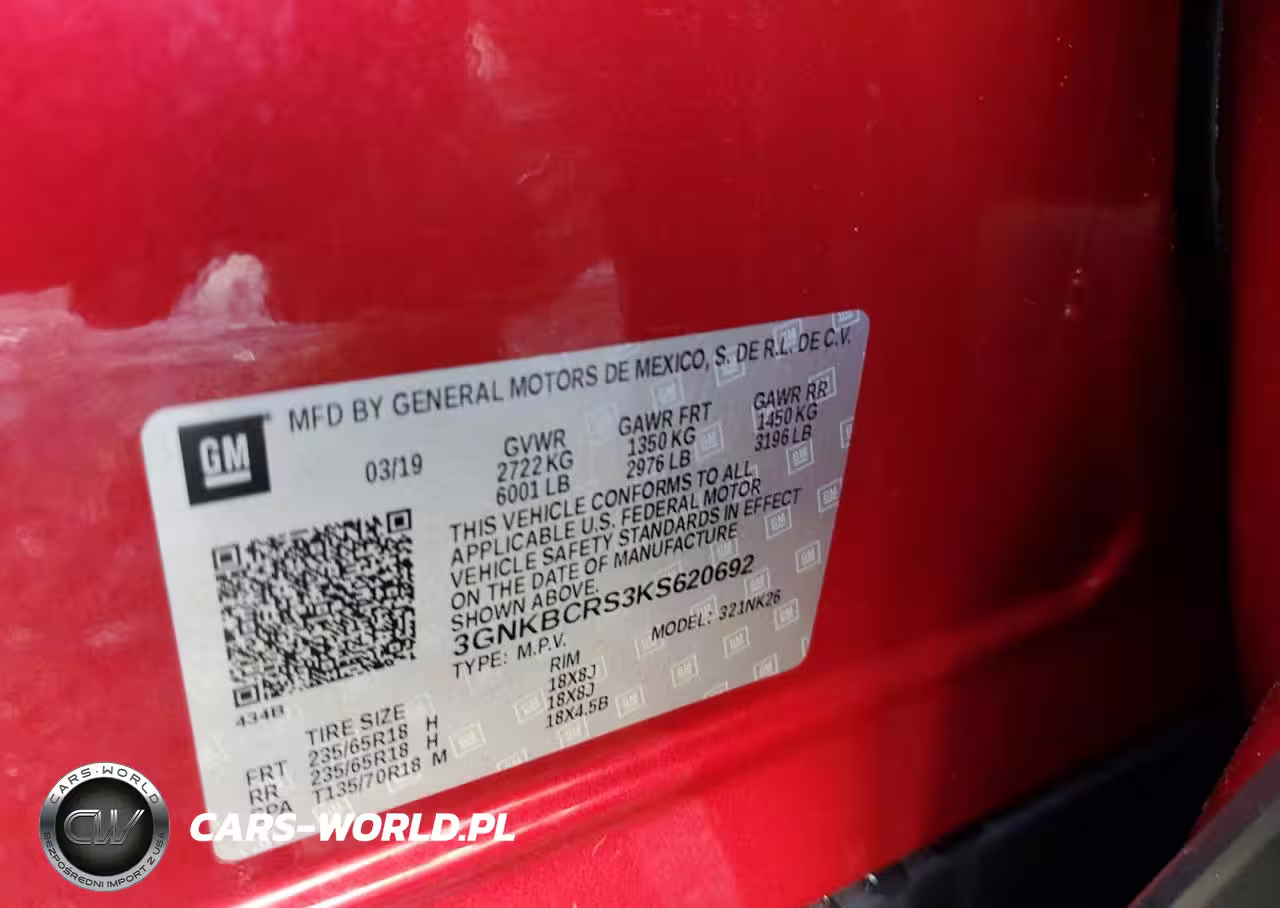 MFD BY GENERAL MOTORS DE MEXICO, S. DE R.L. DE C.V.
GM
03/19
GVWR
2722 KG
6001 LB
GAWR FRT
1350 KG
2976 LB
GAWR RR
1450 KG
3196 LB
THIS VEHICLE CONFORMS TO ALL
APPLICABLE U.S. FEDERAL MOTOR
VEHICLE SAFETY STANDARDS IN EFFECT
ON THE DATE OF MANUFACTURE
SHOWN ABOVE.
3GNKBCRS3KS620692
TYPE: M.P.V.
MODEL: 321NK26
434B
TIRE SIZE
RIM
FRT 235/65R18 H 18X8J
RR 235/65R18 H 18X8J
SPA T135/70R18 M 18X4.5B
CARS-WORLD
CW
BEZPOŚREDNI IMPORT Z USA
CARS-WORLD.PL